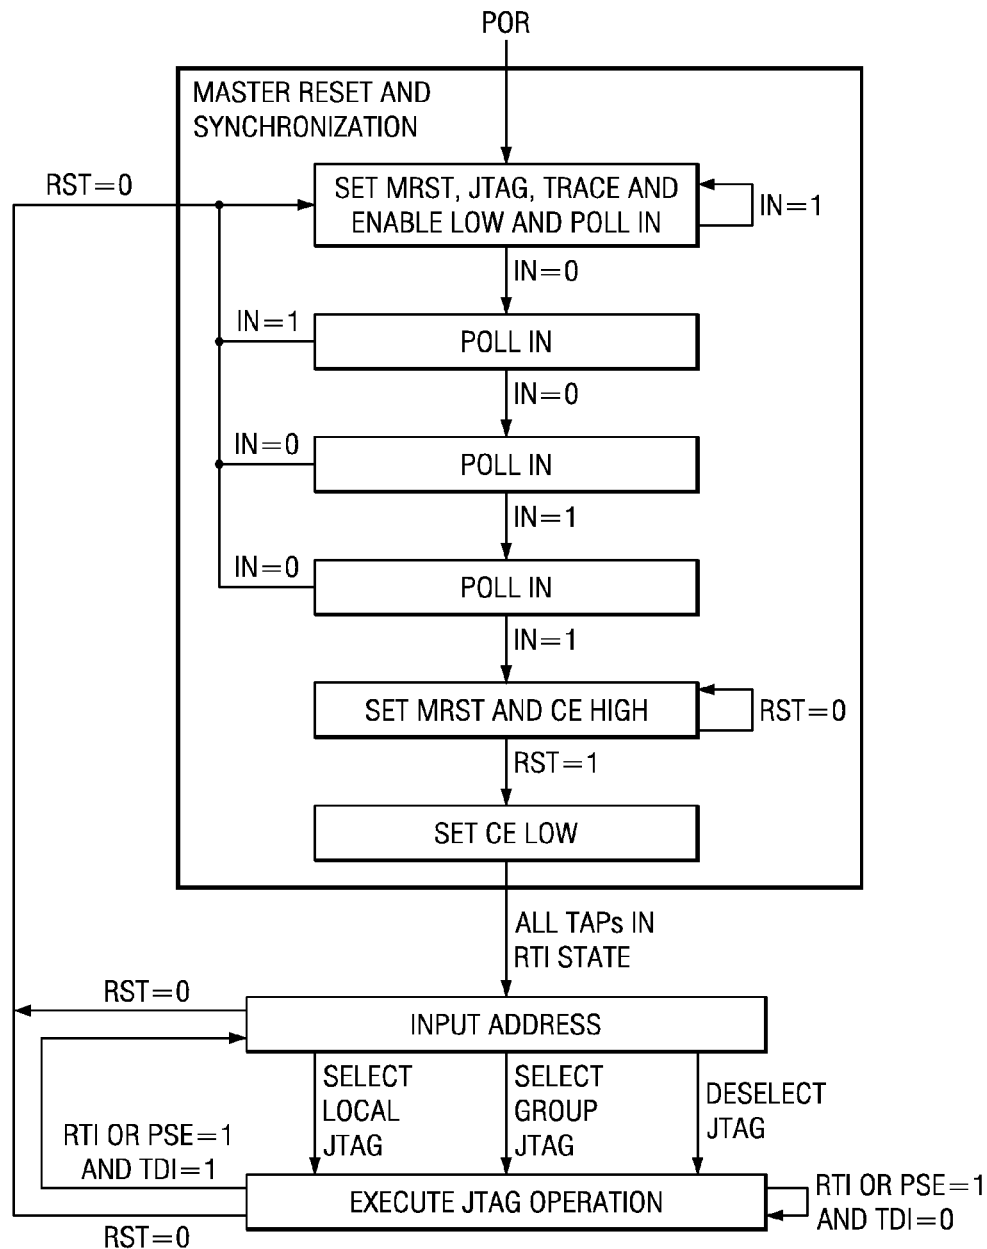 POR
MASTER RESET AND
SYNCHRONIZATION
RST=0
SET MRST, JTAG, TRACE AND
ENABLE LOW AND POLL IN
IN=1
IN=0
IN=1
POLL IN
IN=0
IN=0
POLL IN
IN=1
IN=0
POLL IN
IN=1
SET MRST AND CE HIGH
RST=0
RST=1
SET CE LOW
ALL TAPs IN
RTI STATE
RST=0
INPUT ADDRESS
SELECT
LOCAL
JTAG
SELECT
GROUP
JTAG
DESELECT
JTAG
RTI OR PSE=1
AND TDI=1
EXECUTE JTAG OPERATION
RTI OR PSE=1
AND TDI=0
RST=0